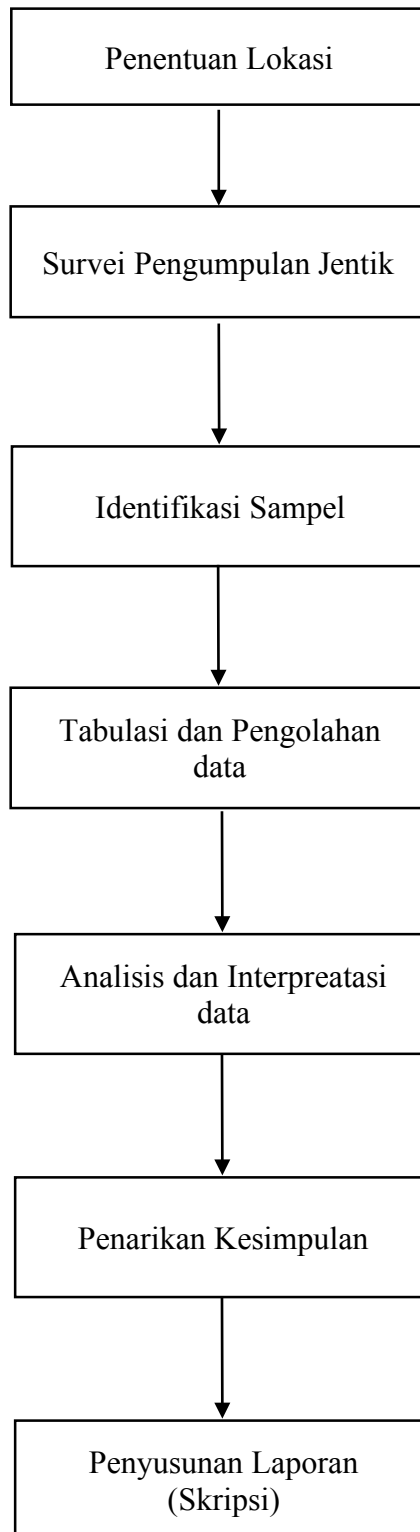 Penentuan Lokasi
Survei Pengumpulan Jentik
Identifikasi Sampel
Tabulasi dan Pengolahan
data
Analisis dan Interpreatasi
data
Penarikan Kesimpulan
Penyusunan Laporan
(Skripsi)